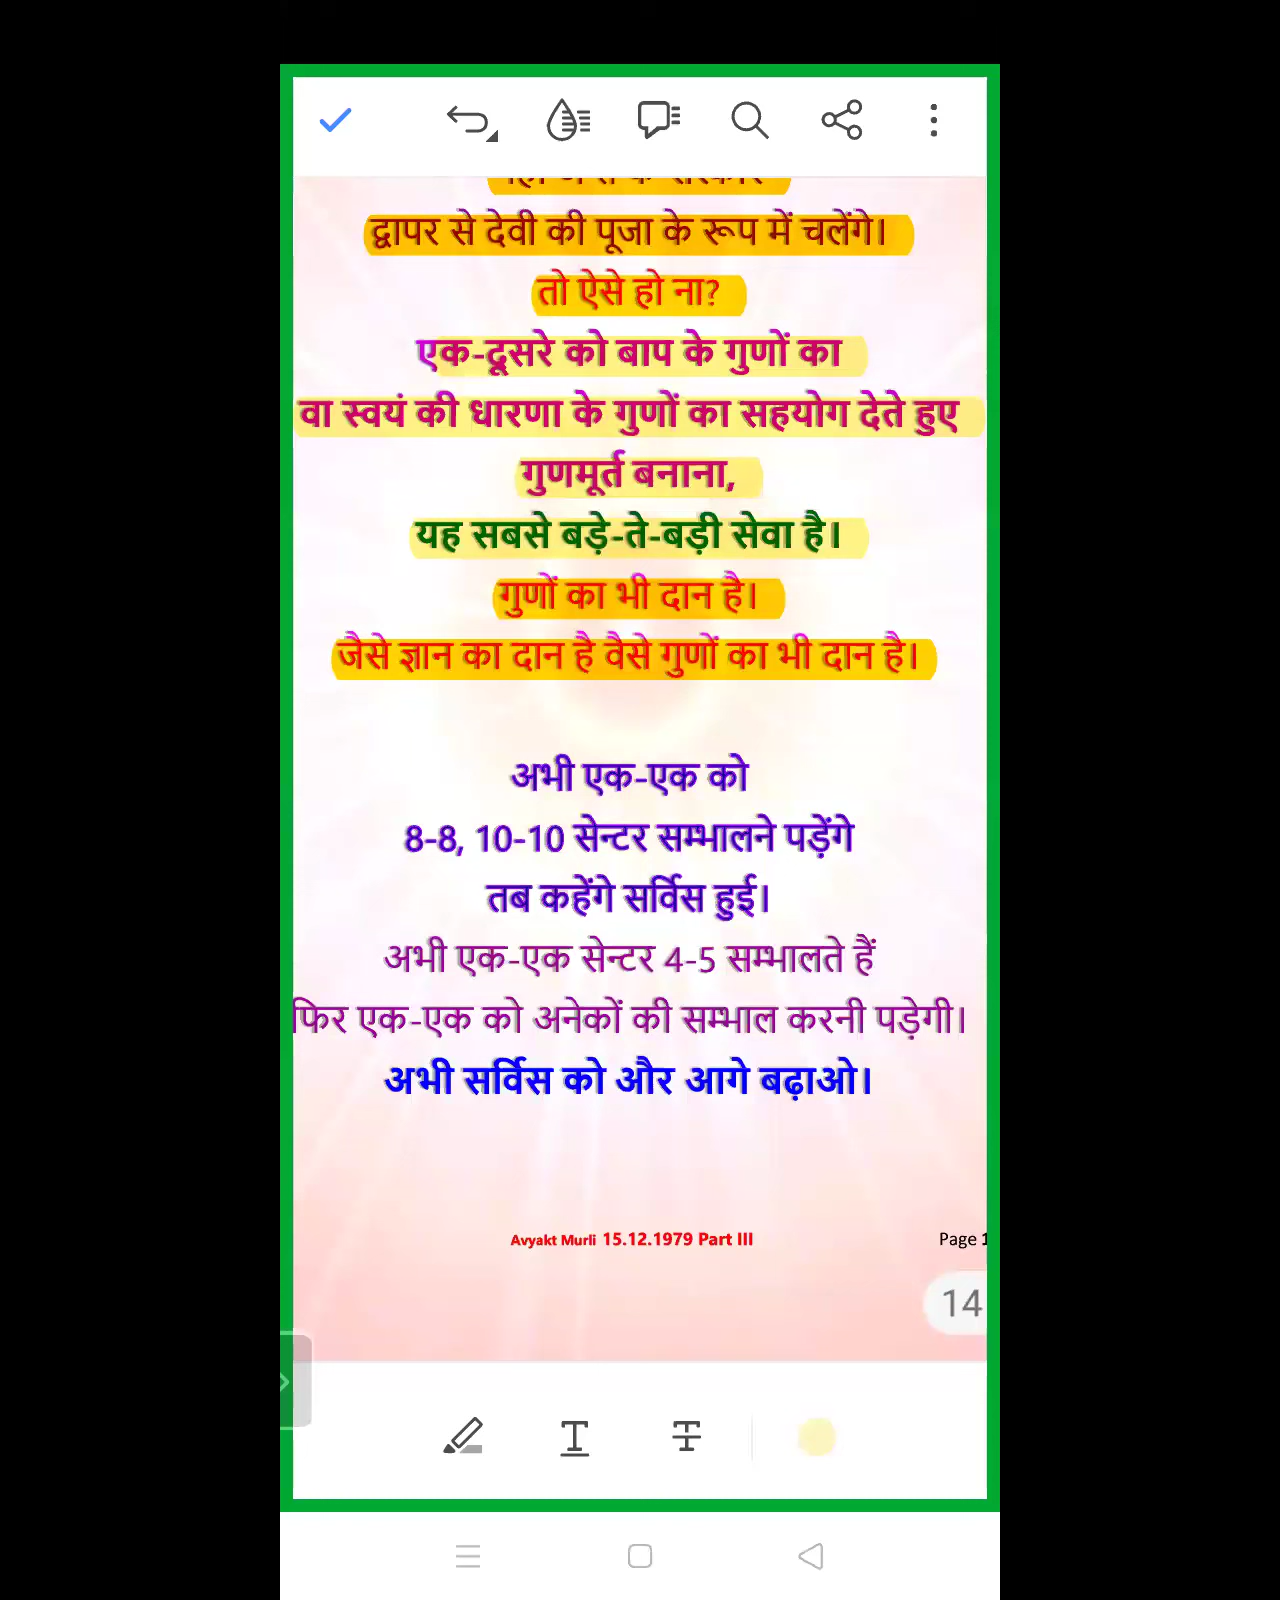 द्वापर से देवी की पूजा के रूप में चलेंगे।
तो ऐसे हो ना?
एक-दूसरे को बाप के गुणों का
वा स्वयं की धारणा के गुणों का सहयोग देते हुए
गुणमूर्त बनाना,
यह सबसे बड़े-ते-बड़ी सेवा है।
गुणों का भी दान है।
जैसे ज्ञान का दान है वैसे गुणों का भी दान है।
अभी एक-एक को
8-8, 10-10 सेन्टर सम्भालने पड़ेंगे
तब कहेंगे सर्विस हुई।
अभी एक-एक सेन्टर 4-5 सम्भालते हैं
फिर एक-एक को अनेकों की सम्भाल करनी पड़ेगी।
अभी सर्विस को और आगे बढ़ाओ।
Avyakt Murli 15.12.1979 Part III
Page 1
14